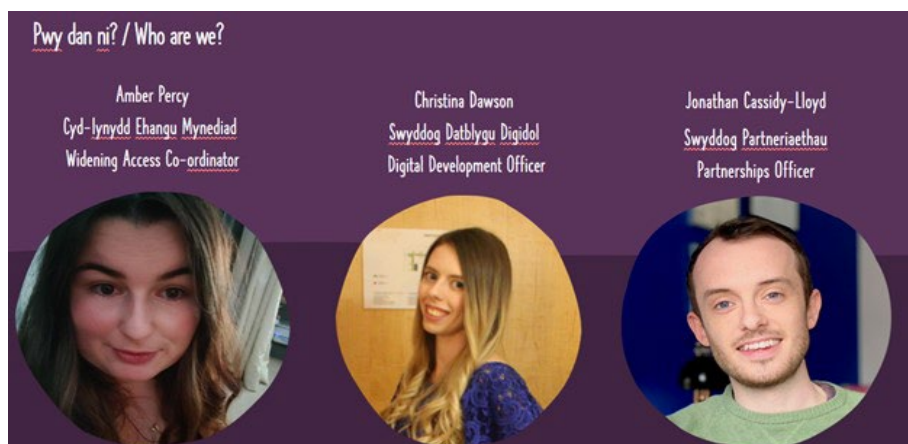 Pwy dan ni? / Who are we?
Amber Percy
Cyd-lynydd Ehangu Mynediad
Widening Access Co-ordinator
Christina Dawson
Swyddog Datblygu Digidol
Digital Development Officer
Jonathan Cassidy-Lloyd
Swyddog Partneriaethau
Partnerships Officer